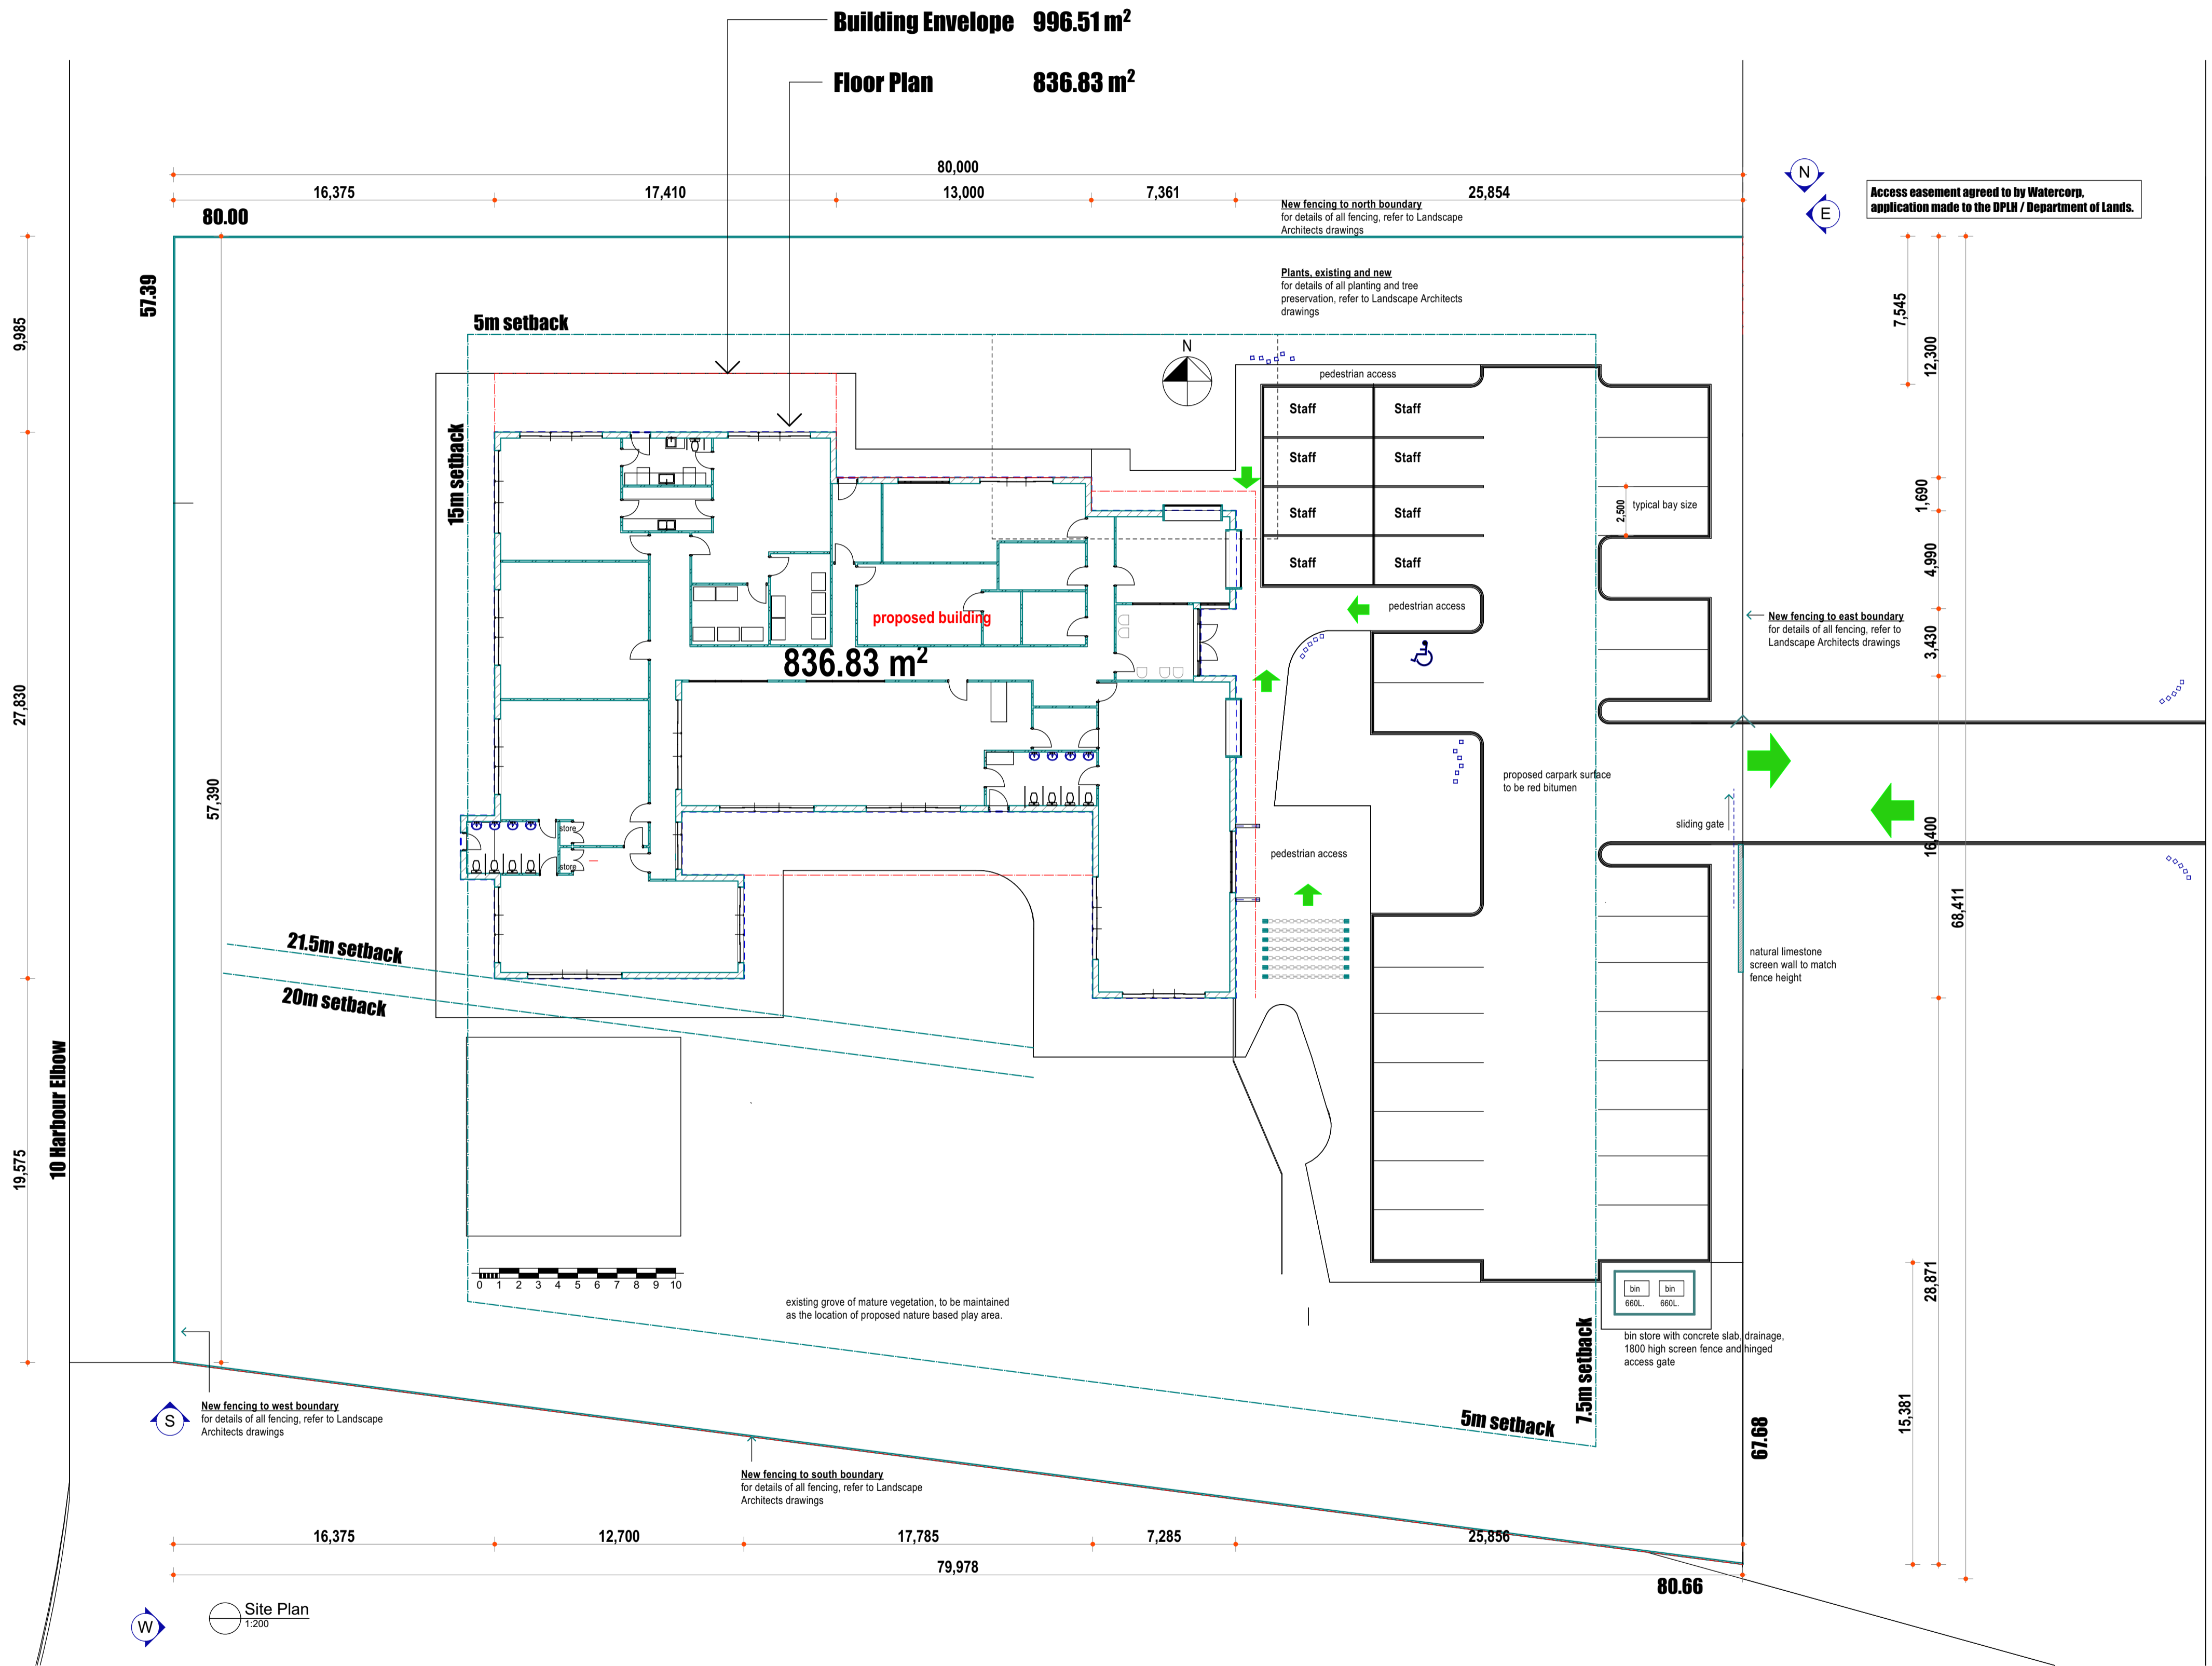 Building Envelope 996.51 m²
Floor Plan 836.83 m²
80,000
16,375 17,410 13,000 7,361 25,854
80.00
57.39
N
E
Access easement agreed to by Watercorp,
application made to the DPLH / Department of Lands.
New fencing to north boundary
for details of all fencing, refer to Landscape
Architects drawings
Plants, existing and new
for details of all planting and tree
preservation, refer to Landscape Architects
drawings
9,985
27,830
19,575
57,390
10 Harbour Elbow
5m setback
15m setback
N
pedestrian access
Staff Staff
Staff Staff
Staff Staff
Staff Staff
2,500
typical bay size
pedestrian access
proposed building
836.83 m²
store
store
7,545
12,300
1,690
4,990
3,430
16,400
68,411
28,871
15,381
New fencing to east boundary
for details of all fencing, refer to
Landscape Architects drawings
proposed carpark surface
to be red bitumen
sliding gate
pedestrian access
natural limestone
screen wall to match
fence height
21.5m setback
20m setback
0 1 2 3 4 5 6 7 8 9 10
existing grove of mature vegetation, to be maintained
as the location of proposed nature based play area.
bin bin
660L. 660L.
bin store with concrete slab, drainage,
1800 high screen fence and hinged
access gate
7.5m setback
5m setback
67.68
S
New fencing to west boundary
for details of all fencing, refer to Landscape
Architects drawings
New fencing to south boundary
for details of all fencing, refer to Landscape
Architects drawings
16,375 12,700 17,785 7,285 25,856
79,978
80.66
W
Site Plan
1:200